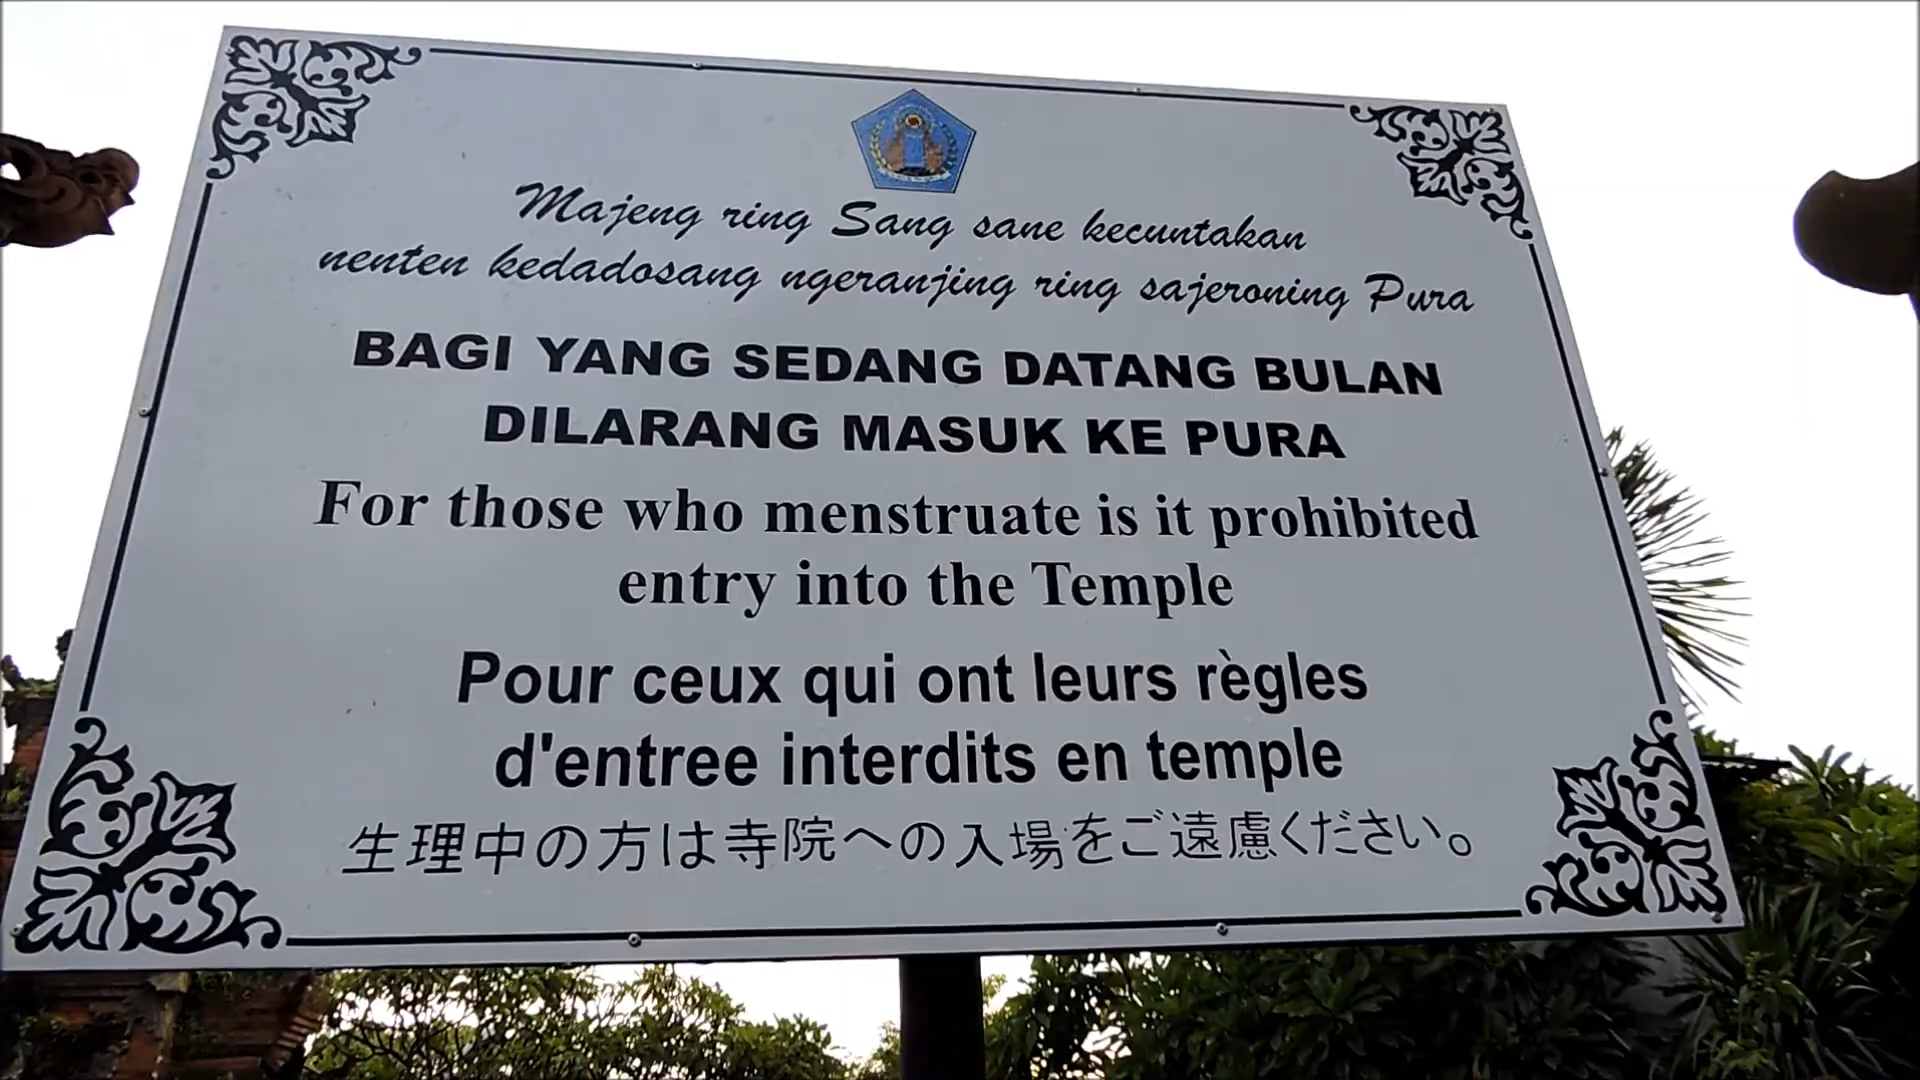 Majeng ring Sang sane kecuntakan
nenten kedadosang ngeranjing ring sajeroning Pura
BAGI YANG SEDANG DATANG BULAN
DILARANG MASUK KE PURA
For those who menstruate is it prohibited
entry into the Temple
Pour ceux qui ont leurs règles
d'entree interdits en temple
生理中の方は寺院への入場をご遠慮ください。